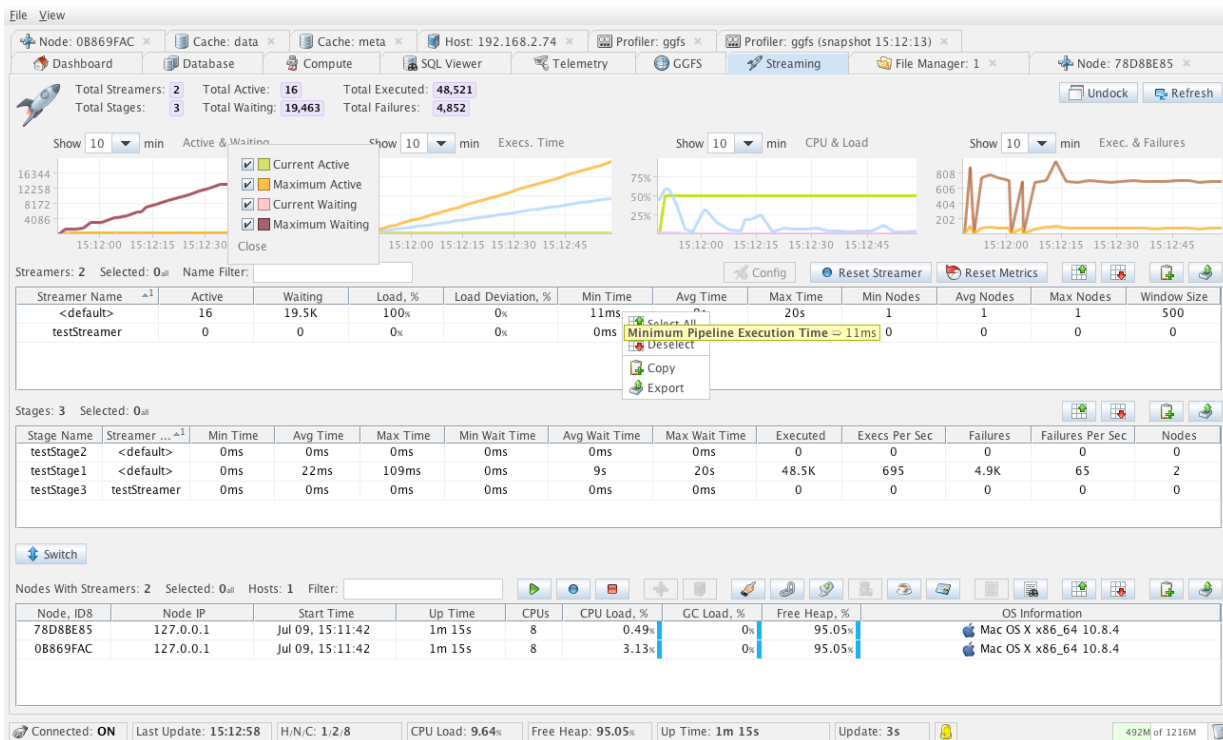 File View
Node: 0B869FAC × Cache: data × Cache: meta × Host: 192.168.2.74 × Profiler: ggfs × Profiler: ggfs (snapshot 15:12:13) ×
Dashboard Database Compute SQL Viewer Telemetry GGFS Streaming File Manager: 1 × Node: 78D8BE85 ×
Total Streamers: 2 Total Active: 16 Total Executed: 48,521
Total Stages: 3 Total Waiting: 19,463 Total Failures: 4,852
Undock Refresh
Show 10 min Active & Waiting Show 10 min Execs. Time Show 10 min CPU & Load Show 10 min Exec. & Failures
16344
12258
8172
4086
15:12:00 15:12:15 15:12:30
Current Active
Maximum Active
Current Waiting
Maximum Waiting
Close
15:12:00 15:12:15 15:12:30 15:12:45
75%
50%
25%
15:12:00 15:12:15 15:12:30 15:12:45
808
606
404
202
15:12:00 15:12:15 15:12:30 15:12:45
Streamers: 2 Selected: 0all Name Filter: Config Reset Streamer Reset Metrics
Streamer Name 1 Active Waiting Load, % Load Deviation, % Min Time Avg Time Max Time Min Nodes Avg Nodes Max Nodes Window Size
<default> 16 19.5K 100% 0% 11ms 20s 1 1 1 500
testStreamer 0 0 0% 0% 0ms 0 0 0
Select All
Minimum Pipeline Execution Time ⇨ 11ms
Deselect
Copy
Export
Stages: 3 Selected: 0all
Stage Name Streamer ... 1 Min Time Avg Time Max Time Min Wait Time Avg Wait Time Max Wait Time Executed Execs Per Sec Failures Failures Per Sec Nodes
testStage2 <default> 0ms 0ms 0ms 0ms 0ms 0ms 0 0 0 0 0
testStage1 <default> 0ms 22ms 109ms 0ms 9s 20s 48.5K 695 4.9K 65 2
testStage3 testStreamer 0ms 0ms 0ms 0ms 0ms 0ms 0 0 0 0 0
Switch
Nodes With Streamers: 2 Selected: 0all Hosts: 1 Filter:
Node, ID8 Node IP Start Time Up Time CPUs CPU Load, % GC Load, % Free Heap, % OS Information
78D8BE85 127.0.0.1 Jul 09, 15:11:42 1m 15s 8 0.49% 0% 95.05% Mac OS X x86_64 10.8.4
0B869FAC 127.0.0.1 Jul 09, 15:11:42 1m 15s 8 3.13% 0% 95.05% Mac OS X x86_64 10.8.4
Connected: ON Last Update: 15:12:58 H/N/C: 1/2/8 CPU Load: 9.64% Free Heap: 95.05% Up Time: 1m 15s Update: 3s 492M of 1216M